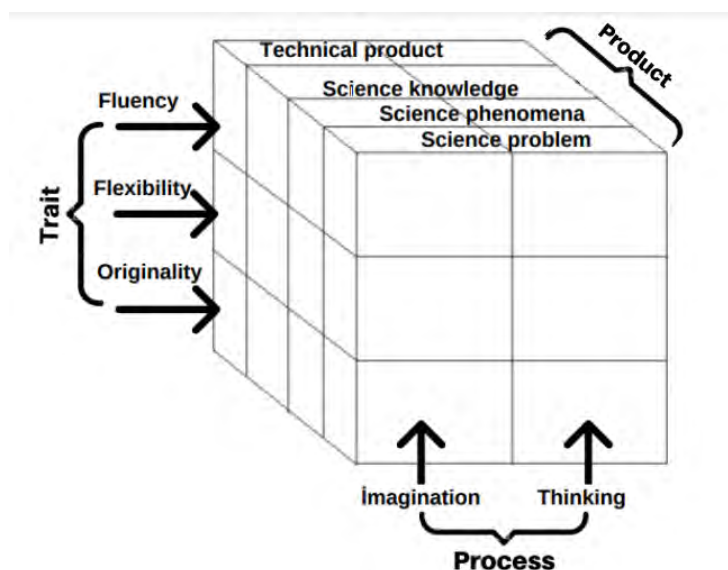 Technical product
Product
Science knowledge
Science phenomena
Science problem
Fluency
Flexibility
Originality
Trait
İmagination
Thinking
Process